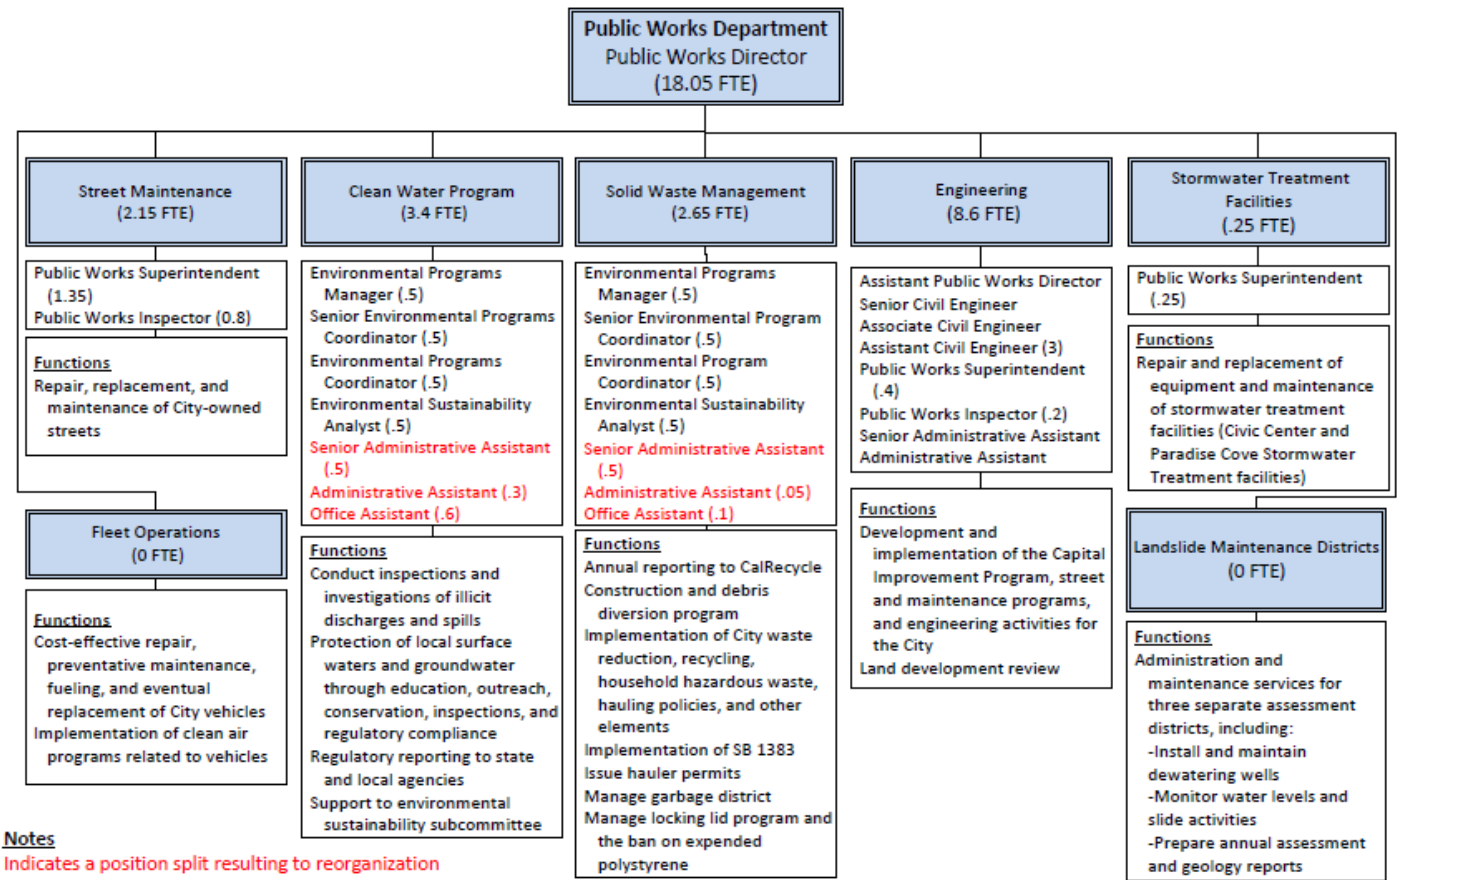 Public Works Department
Public Works Director
(18.05 FTE)
Street Maintenance
(2.15 FTE)
Public Works Superintendent
(1.35)
Public Works Inspector (0.8)
Functions
Repair, replacement, and
maintenance of City-owned
streets
Fleet Operations
(0 FTE)
Functions
Cost-effective repair,
preventative maintenance,
fueling, and eventual
replacement of City vehicles
Implementation of clean air
programs related to vehicles
Clean Water Program
(3.4 FTE)
Environmental Programs
Manager (.5)
Senior Environmental Programs
Coordinator (.5)
Environmental Programs
Coordinator (.5)
Environmental Sustainability
Analyst (.5)
Senior Administrative Assistant
(.5)
Administrative Assistant (.3)
Office Assistant (.6)
Functions
Conduct inspections and
investigations of illicit
discharges and spills
Protection of local surface
waters and groundwater
through education, outreach,
conservation, inspections, and
regulatory compliance
Regulatory reporting to state
and local agencies
Support to environmental
sustainability subcommittee
Solid Waste Management
(2.65 FTE)
Environmental Programs
Manager (.5)
Senior Environmental Program
Coordinator (.5)
Environmental Program
Coordinator (.5)
Environmental Sustainability
Analyst (.5)
Senior Administrative Assistant
(.5)
Administrative Assistant (.05)
Office Assistant (.1)
Functions
Annual reporting to CalRecycle
Construction and debris
diversion program
Implementation of City waste
reduction, recycling,
household hazardous waste,
hauling policies, and other
elements
Implementation of SB 1383
Issue hauler permits
Manage garbage district
Manage locking lid program and
the ban on expended
polystyrene
Engineering
(8.6 FTE)
Assistant Public Works Director
Senior Civil Engineer
Associate Civil Engineer
Assistant Civil Engineer (3)
Public Works Superintendent
(.4)
Public Works Inspector (.2)
Senior Administrative Assistant
Administrative Assistant
Functions
Development and
implementation of the Capital
Improvement Program, street
and maintenance programs,
and engineering activities for
the City
Land development review
Stormwater Treatment
Facilities
(.25 FTE)
Public Works Superintendent
(.25)
Functions
Repair and replacement of
equipment and maintenance
of stormwater treatment
facilities (Civic Center and
Paradise Cove Stormwater
Treatment facilities)
Landslide Maintenance Districts
(0 FTE)
Functions
Administration and
maintenance services for
three separate assessment
districts, including:
-Install and maintain
dewatering wells
-Monitor water levels and
slide activities
-Prepare annual assessment
and geology reports
Notes
Indicates a position split resulting to reorganization